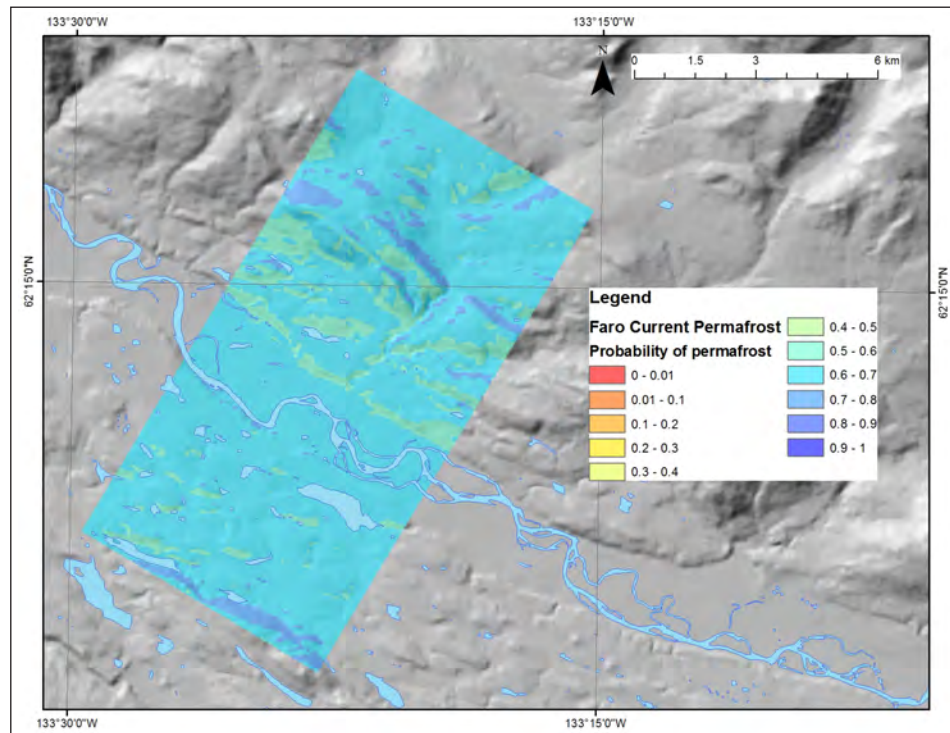 133°30'0"W
133°15'0"W
N
0
1.5
3
6 km
62°15'0"N
62°15'0"N
Legend
Faro Current Permafrost
Probability of permafrost
0 - 0.01
0.01 - 0.1
0.1 - 0.2
0.2 - 0.3
0.3 - 0.4
0.4 - 0.5
0.5 - 0.6
0.6 - 0.7
0.7 - 0.8
0.8 - 0.9
0.9 - 1
133°30'0"W
133°15'0"W